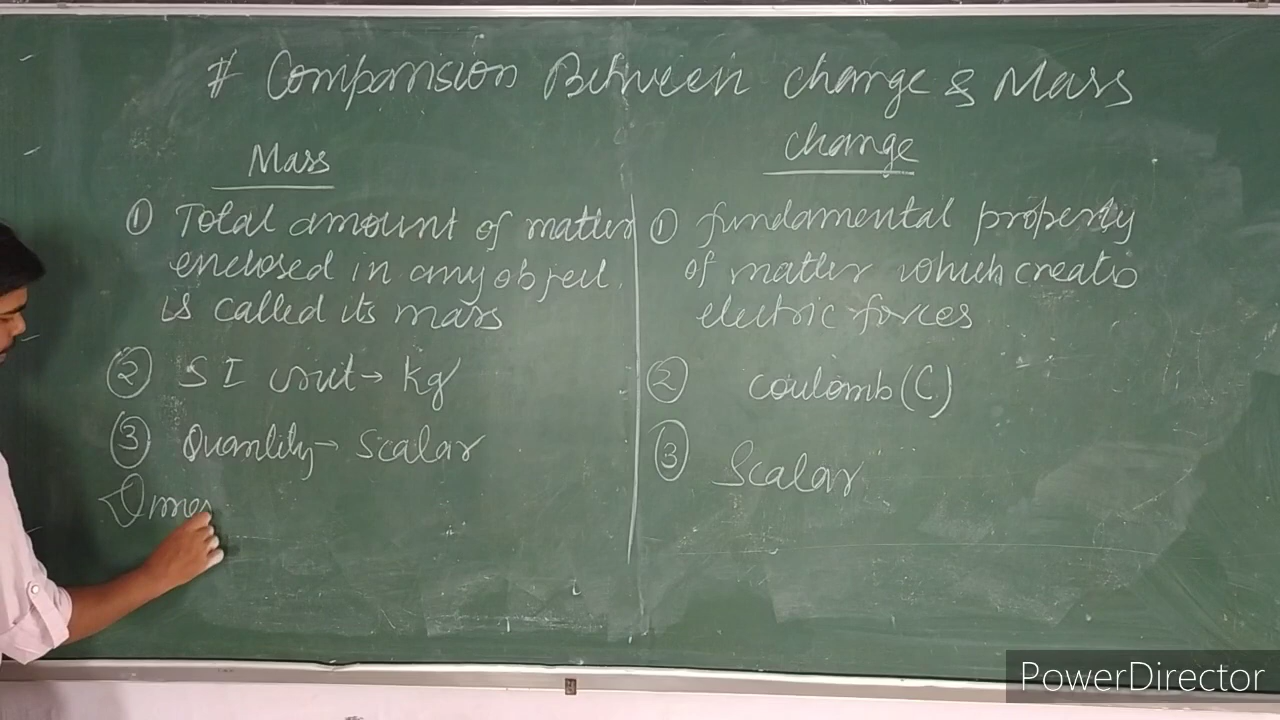 # Comparision Between charge & Mass
Mass
① Total amount of matter
enclosed in any object
is called its mass
② SI unit → kg
③ Quantity → Scalar
Dimes
charge
① fundamental property
of matter which creats
electric forces
② coulomb (C)
③ Scalar
PowerDirector